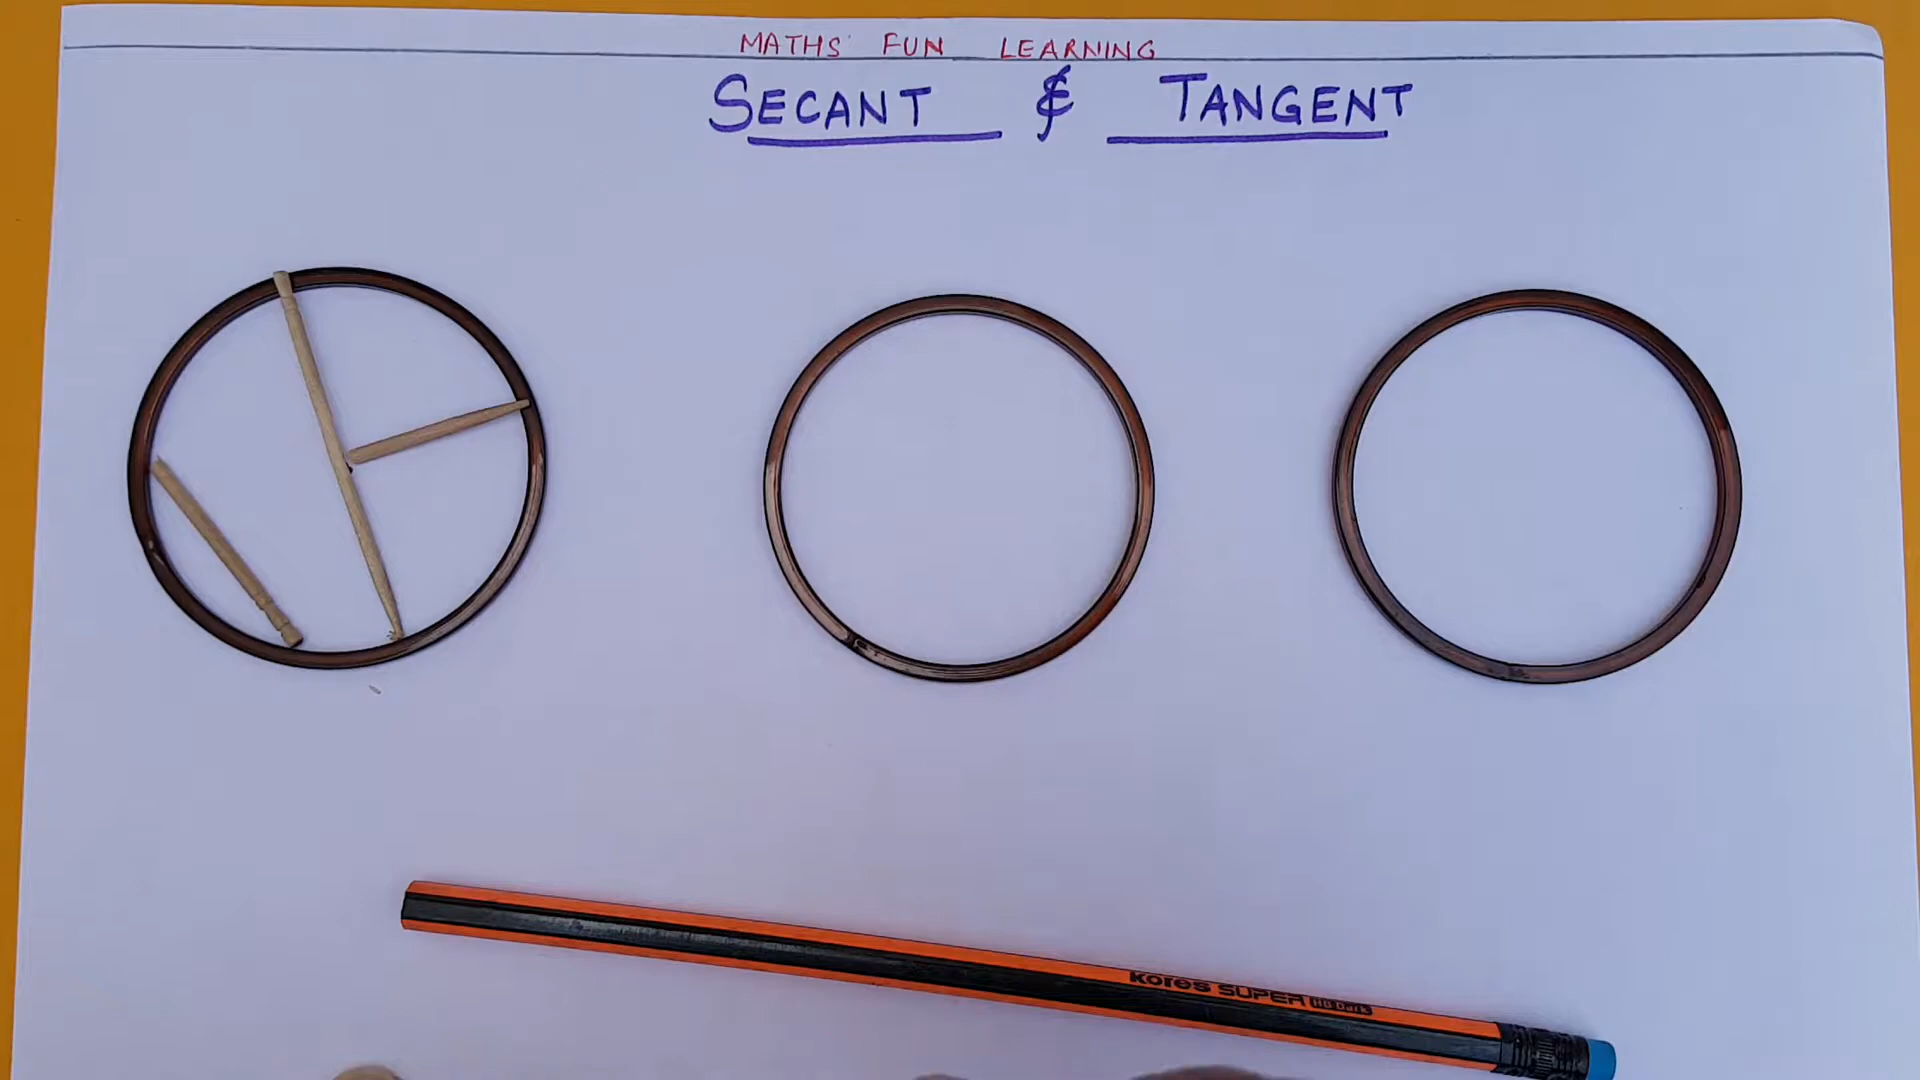 MATHS FUN LEARNING
SECANT & TANGENT
Kores SUPER HB Dark